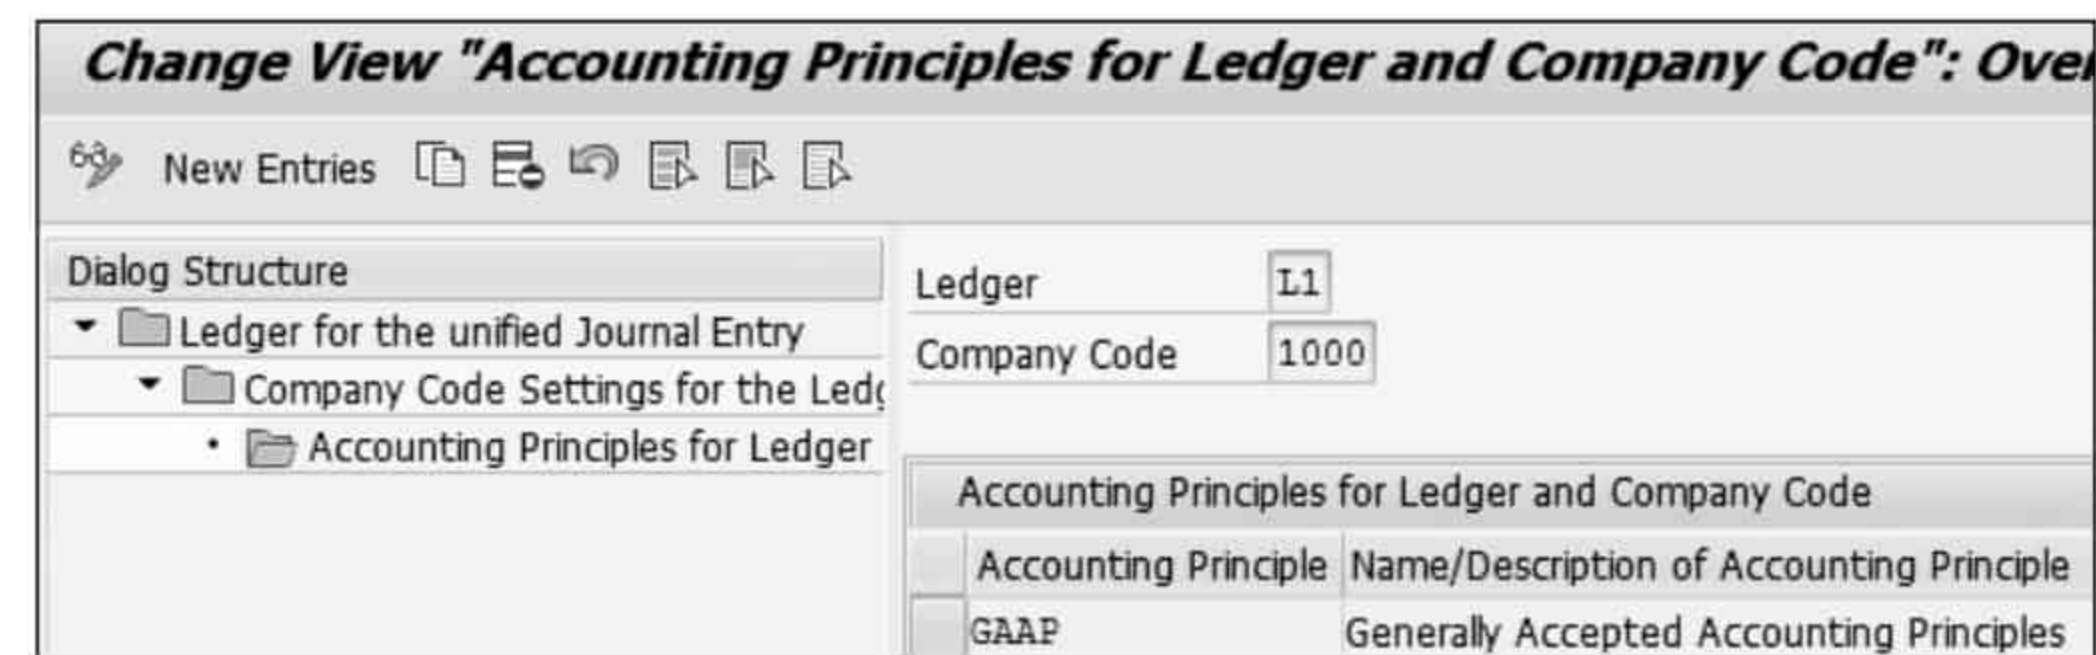 Change View "Accounting Principles for Ledger and Company Code": Over
New Entries
Dialog Structure
Ledger for the unified Journal Entry
Company Code Settings for the Ledg
Accounting Principles for Ledger
Ledger L1
Company Code 1000
Accounting Principles for Ledger and Company Code
Accounting Principle Name/Description of Accounting Principle
GAAP Generally Accepted Accounting Principles